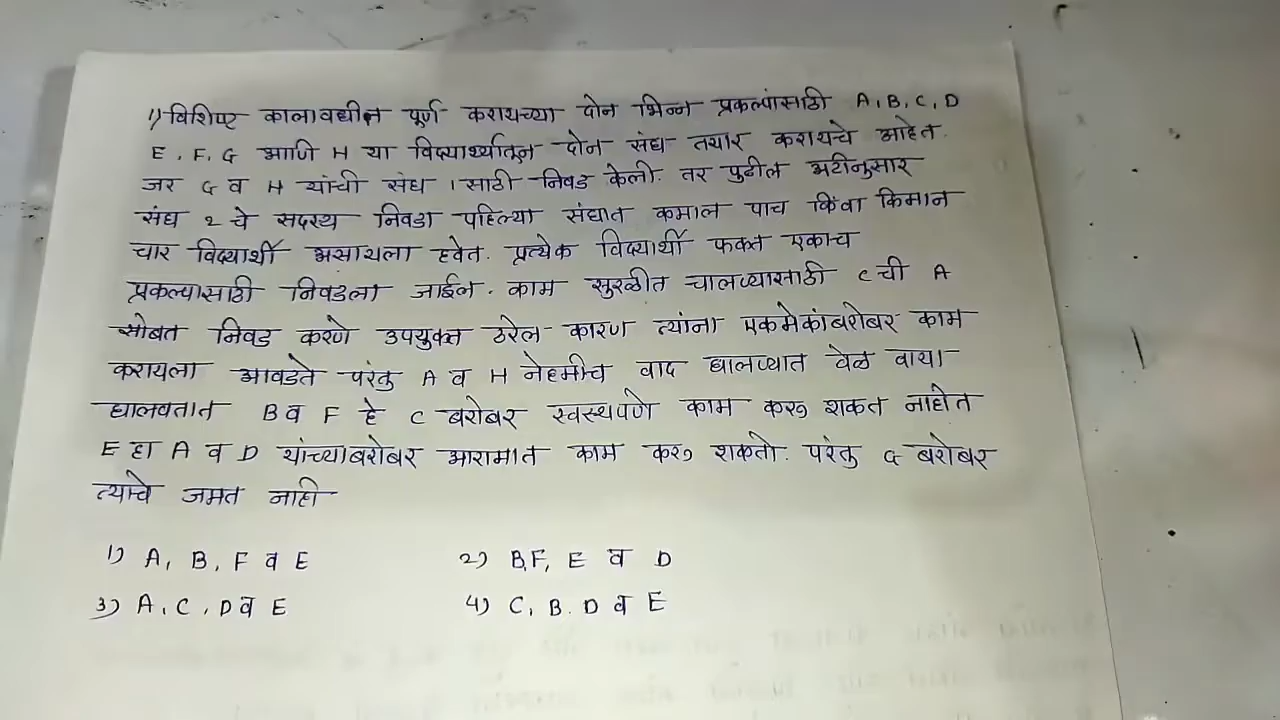 1) विशिष्ट कालावधीत पूर्ण करायच्या दोन भिन्न प्रकल्पांसाठी A, B, C, D
E, F, G आणि H या विद्यार्थ्यातून दोन संघ तयार करायचे आहेत.
जर G व H यांची संघ 1 साठी निवड केली. तर पुढील अटीनुसार
संघ 2 चे सदस्य निवडा पहिल्या संघात कमाल पाच किंवा किमान
चार विद्यार्थी असायला हवेत. प्रत्येक विद्यार्थी फक्त एकाच
प्रकल्पासाठी निवडला जाईल. काम सुरळीत चालण्यासाठी C ची A
सोबत निवड करणे उपयुक्त ठरेल कारण त्यांना एकमेकांबरोबर काम
करायला आवडते परंतु A व H नेहमीच वाद घालण्यात वेळ वाया
घालवतात B व F हे C बरोबर स्वस्थपणे काम करू शकत नाहीत
E हा A व D यांच्याबरोबर आरामात काम करू शकतो. परंतु G बरोबर
त्याचे जमत नाही
1) A, B, F व E 2) B,F, E व D
3) A, C, D व E 4) C, B. D व E